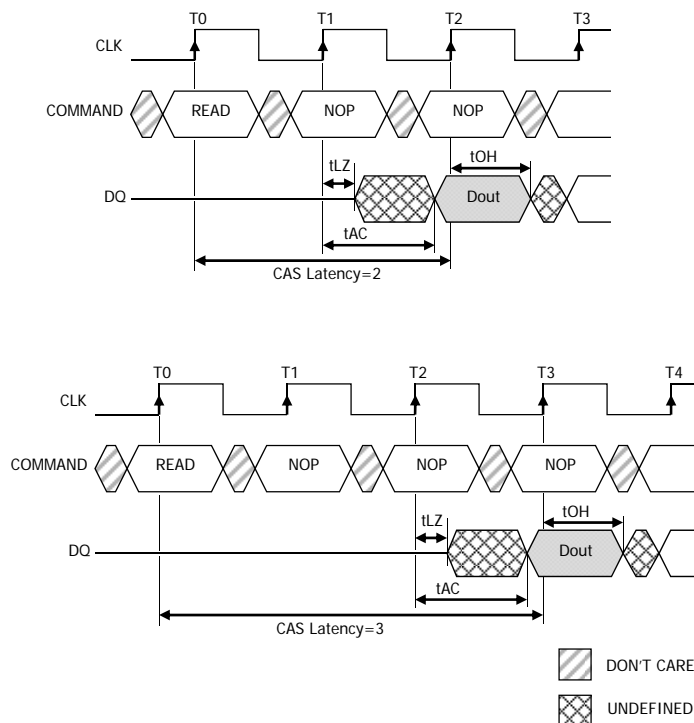 T0 T1 T2 T3
CLK
COMMAND READ NOP NOP
tLZ tOH
DQ Dout
tAC
CAS Latency=2
T0 T1 T2 T3 T4
CLK
COMMAND READ NOP NOP NOP
tLZ tOH
DQ Dout
tAC
CAS Latency=3
DON'T CARE
UNDEFINED